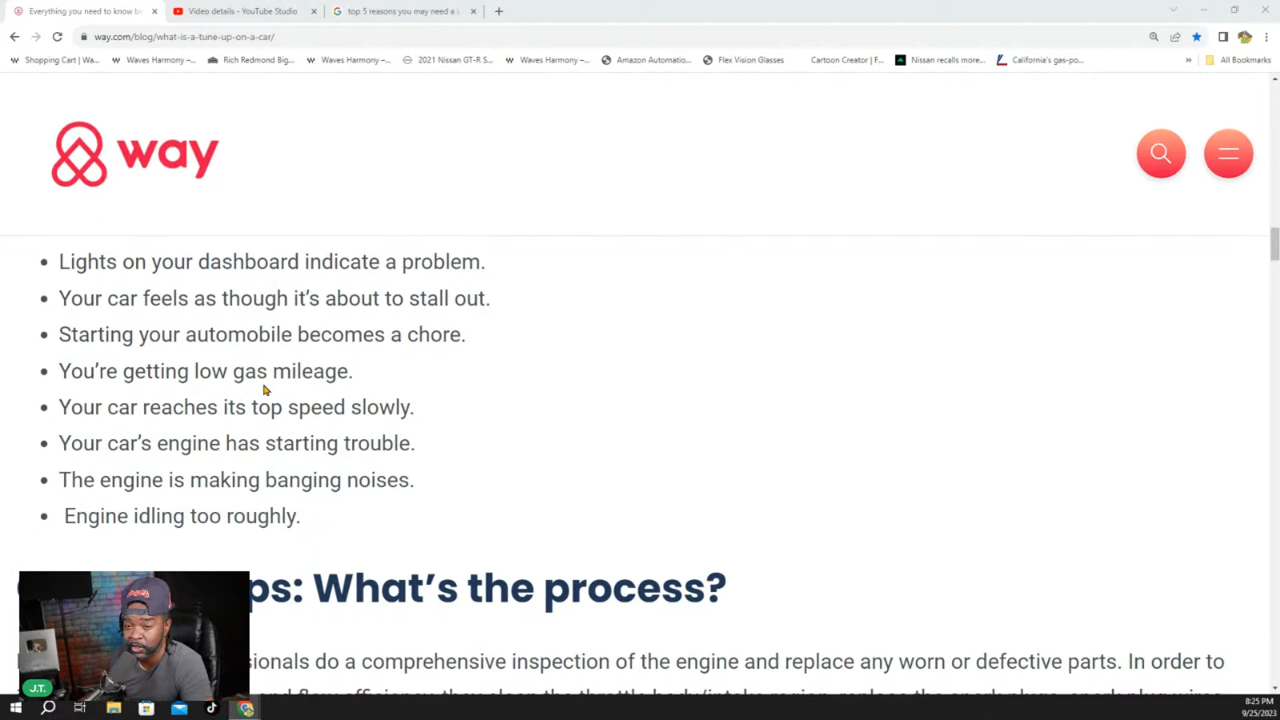 Everything you need to know be
Video details - YouTube Studio
top 5 reasons you may need a t
way.com/blog/what-is-a-tune-up-on-a-car/
Shopping Cart | Wa...
Waves Harmony –...
Rich Redmond Big...
Waves Harmony –...
2021 Nissan GT-R S...
Waves Harmony –...
Amazon Automatio...
Flex Vision Glasses
Cartoon Creator | F...
Nissan recalls more...
California's gas-po...
»
All Bookmarks
way
Lights on your dashboard indicate a problem.
Your car feels as though it's about to stall out.
Starting your automobile becomes a chore.
You're getting low gas mileage.
Your car reaches its top speed slowly.
Your car's engine has starting trouble.
The engine is making banging noises.
Engine idling too roughly.
ps: What's the process?
sionals do a comprehensive inspection of the engine and replace any worn or defective parts. In order to
J.T.
8:25 PM
9/25/2023